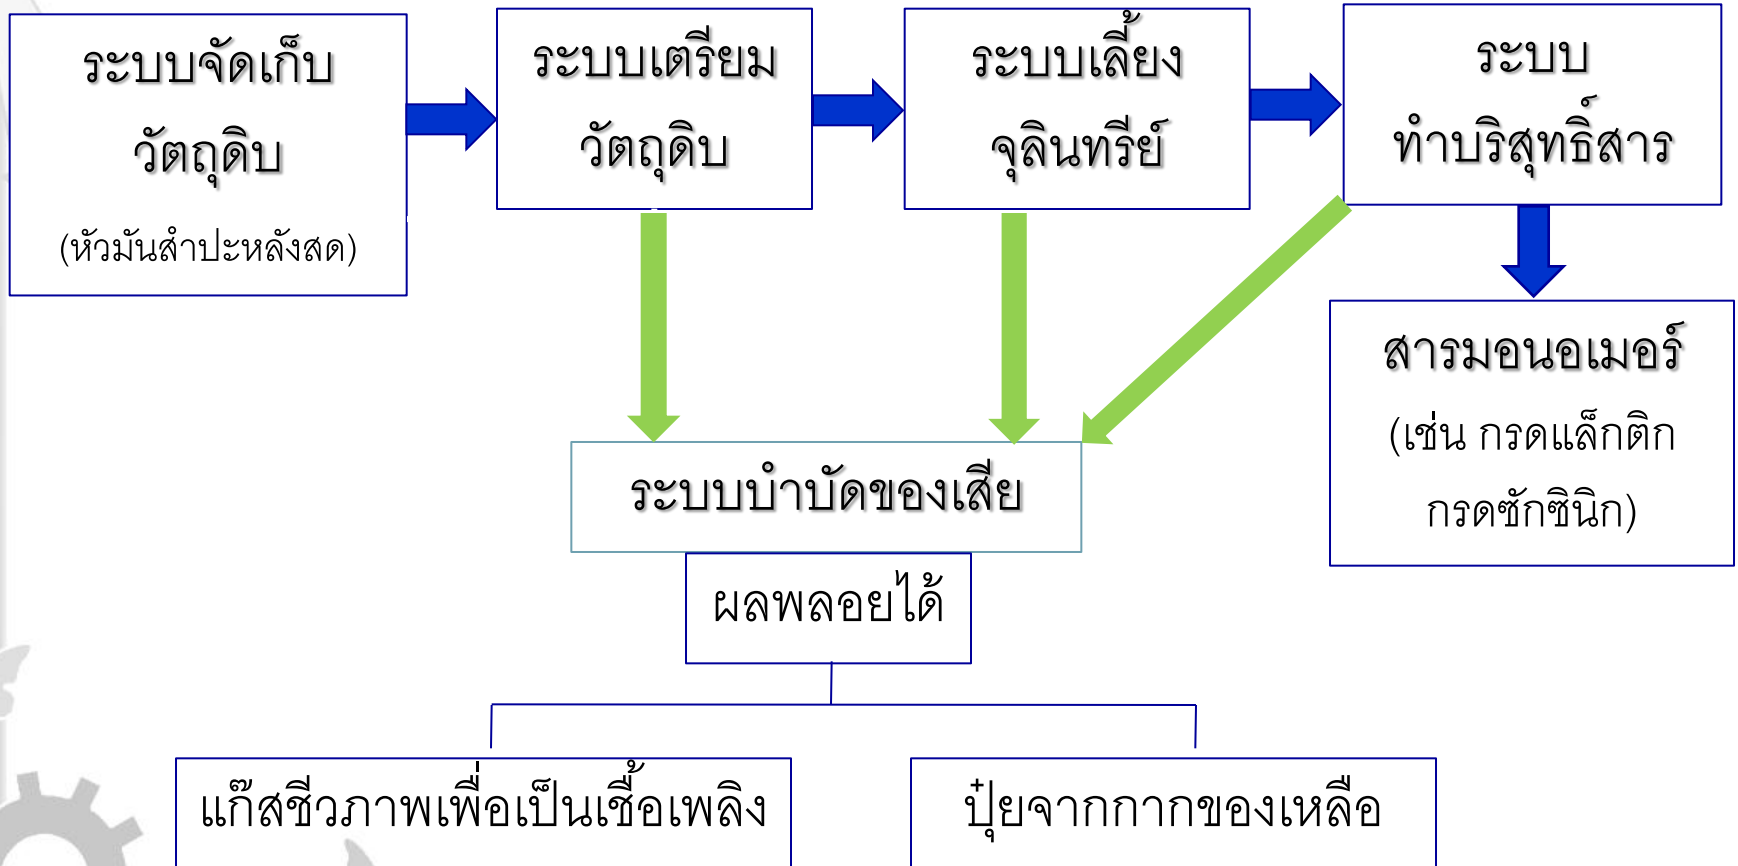 ระบบจัดเก็บ
วัตถุดิบ
(หัวมันสำปะหลังสด)
ระบบเตรียม
วัตถุดิบ
ระบบเลี้ยง
จุลินทรีย์
ระบบ
ทำบริสุทธิ์สาร
สารมอนอเมอร์
(เช่น กรดแล็กติก
กรดซักซินิก)
ระบบบำบัดของเสีย
ผลพลอยได้
แก๊สชีวภาพเพื่อเป็นเชื้อเพลิง
ปุ๋ยจากกากของเหลือ